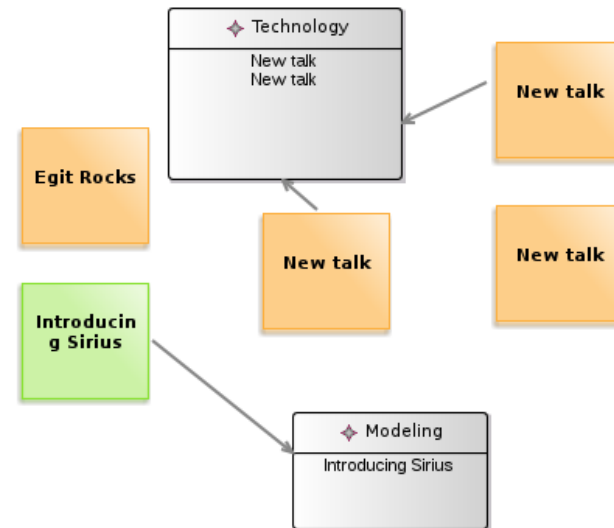 Technology
New talk
New talk
New talk
Egit Rocks
New talk
New talk
Introducin
g Sirius
Modeling
Introducing Sirius